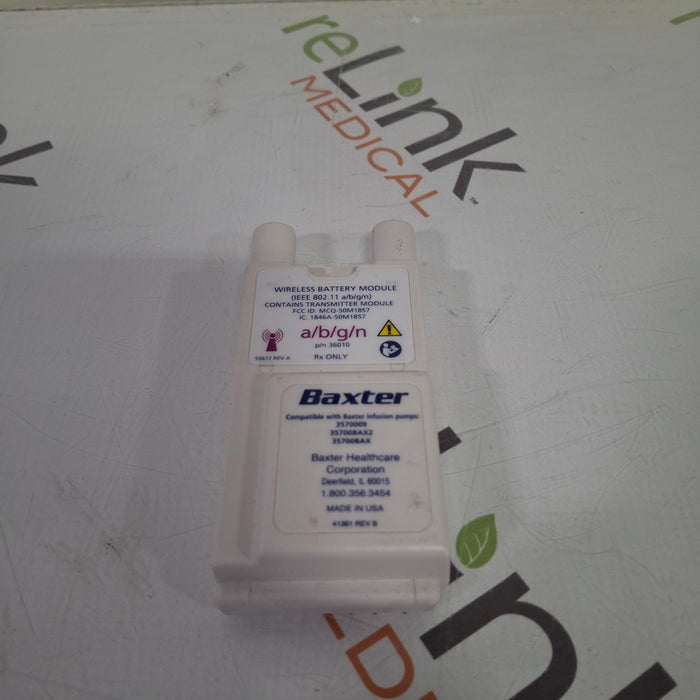 reLink
MEDICAL
WIRELESS BATTERY MODULE
(IEEE 802.11 a/b/g/n)
CONTAINS TRANSMITTER MODULE
FCC ID: MCQ-50M1857
IC: 1846A-50M1857
a/b/g/n
p/n 36010
55672 REV A
Rx ONLY
Baxter
Compatible with Baxter infusion pumps:
3570009
35700BAX2
35700BAX
Baxter Healthcare
Corporation
Deerfield, IL 60015
1.800.356.3454
MADE IN USA
41361 REV B